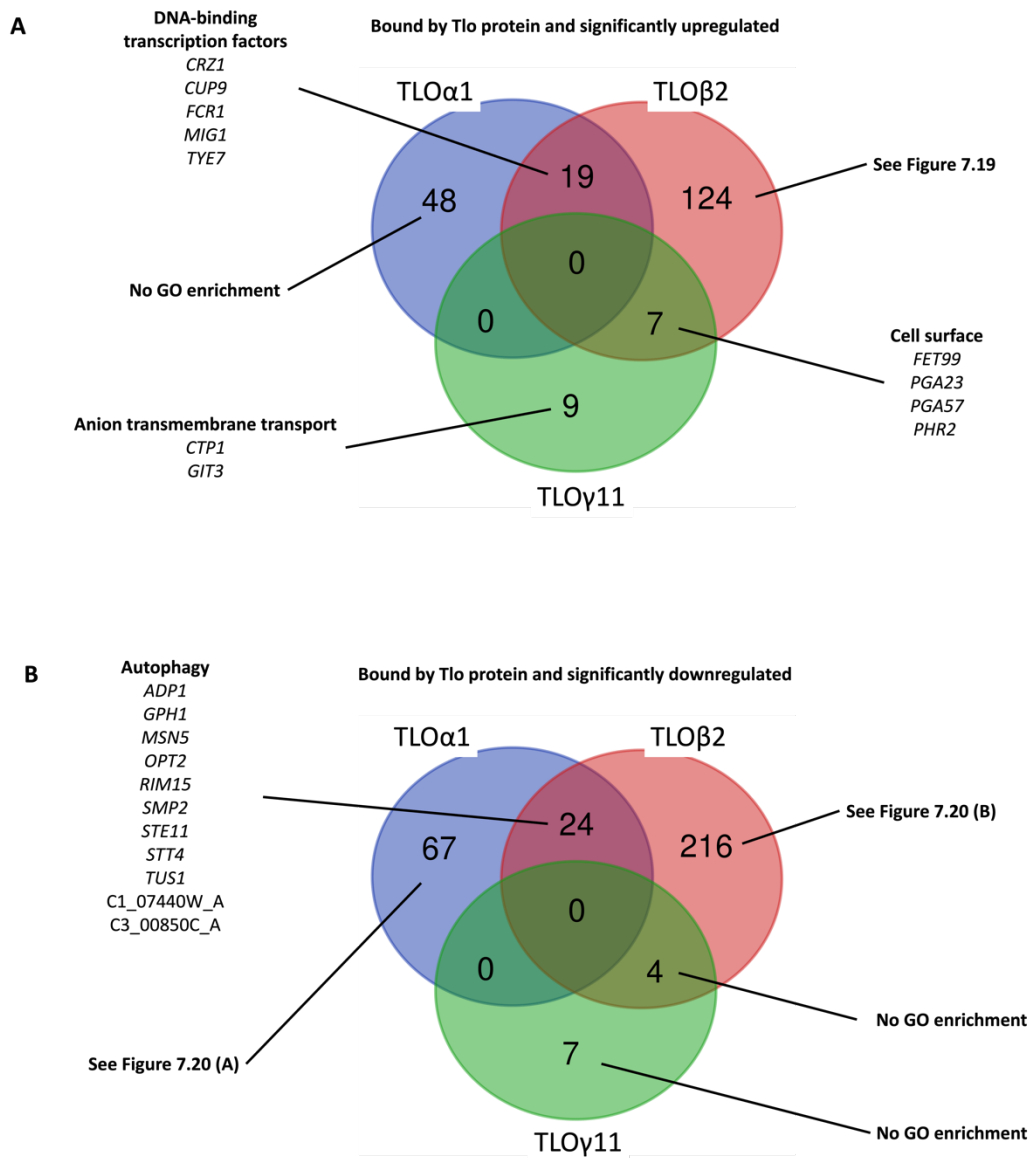 A
DNA-binding
transcription factors
CRZ1
CUP9
FCR1
MIG1
TYE7
Bound by Tlo protein and significantly upregulated
TLOα1
TLOβ2
19
48
124
See Figure 7.19
0
No GO enrichment
0
7
Cell surface
FET99
PGA23
PGA57
PHR2
9
Anion transmembrane transport
CTP1
GIT3
TLOγ11
B
Autophagy
ADP1
GPH1
MSN5
OPT2
RIM15
SMP2
STE11
STT4
TUS1
C1_07440W_A
C3_00850C_A
Bound by Tlo protein and significantly downregulated
TLOα1
TLOβ2
See Figure 7.20 (B)
24
67
216
0
0
4
No GO enrichment
See Figure 7.20 (A)
7
No GO enrichment
TLOγ11